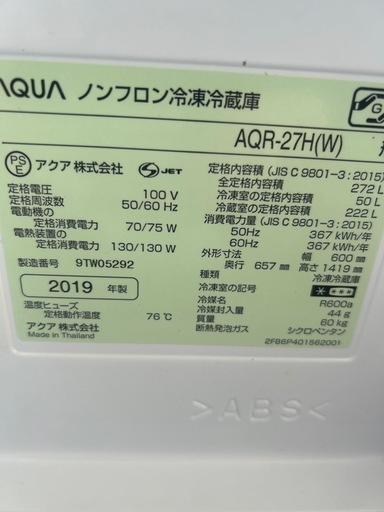 AQUA ノンフロン冷凍冷蔵庫
AQR-27H(W)
PS E アクア株式会社 S JET
定格電圧 100 V
定格周波数 50/60 Hz
電動機の
定格消費電力 70/75 W
電熱装置の
定格消費電力 130/130 W
製造番号 9TW05292
2019 年製
温度ヒューズ
定格動作温度 76℃
アクア株式会社
Made in Thailand
定格内容積 (JIS C 9801-3:2015)
全定格内容積 272 L
冷凍室定格内容積 50 L
冷蔵室定格内容積 222 L
消費電力量 (JIS C 9801-3:2015)
50Hz 367 kWh/年
60Hz 367 kWh/年
外形寸法 幅 600 mm
奥行 657 mm 高さ 1419 mm
種類 冷凍冷蔵庫
冷凍室の記号
冷媒名 R600a
冷媒封入量 44 g
質量 60 kg
断熱発泡ガス シクロペンタン
2FB6P401562001
>ABS<